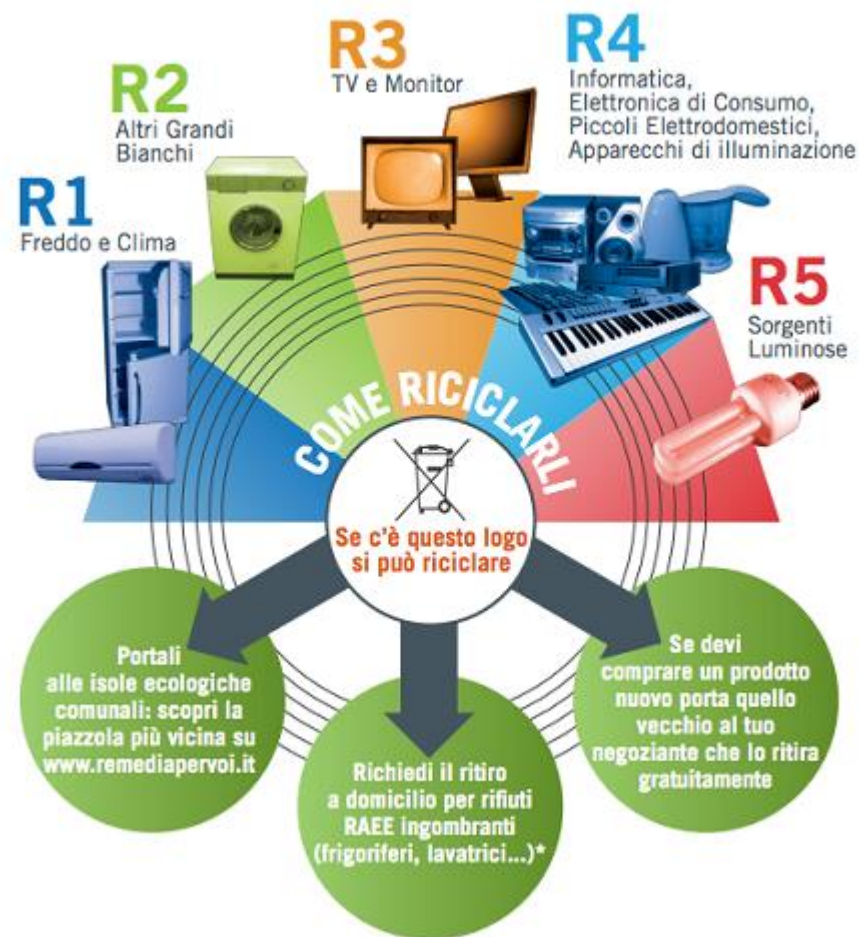 R1
Freddo e Clima
R2
Altri Grandi
Bianchi
R3
TV e Monitor
R4
Informatica,
Elettronica di Consumo,
Piccoli Elettrodomestici,
Apparecchi di illuminazione
R5
Sorgenti
Luminose
COME RICICLARLI
Se c'è questo logo
si può riciclare
Portali
alle isole ecologiche
comunali: scopri la
piazzola più vicina su
www.remediapervoi.it
Richiedi il ritiro
a domicilio per rifiuti
RAEE ingombranti
(frigoriferi, lavatrici...)*
Se devi
comprare un prodotto
nuovo porta quello
vecchio al tuo
negoziante che lo ritira
gratuitamente